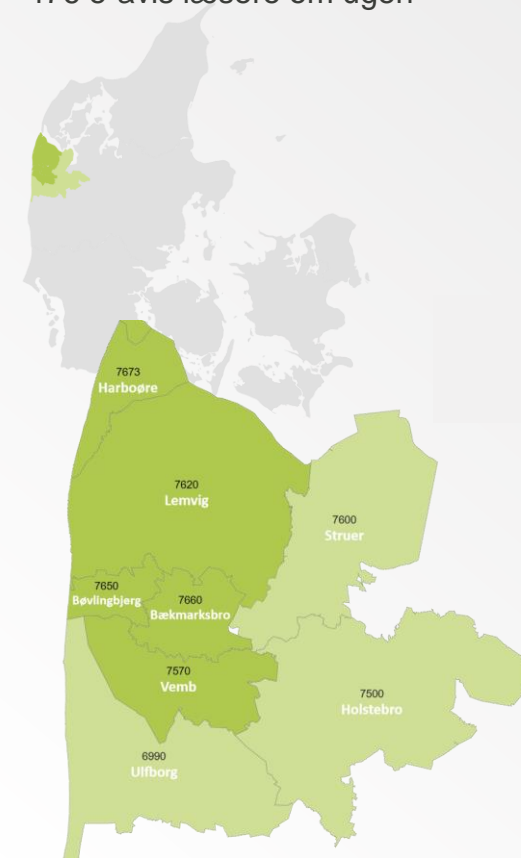 7673
Harboøre
7620
Lemvig
7600
Struer
7650
Bøvlingbjerg
7660
Bækmarksbro
7570
Vemb
7500
Holstebro
6990
Ulfborg